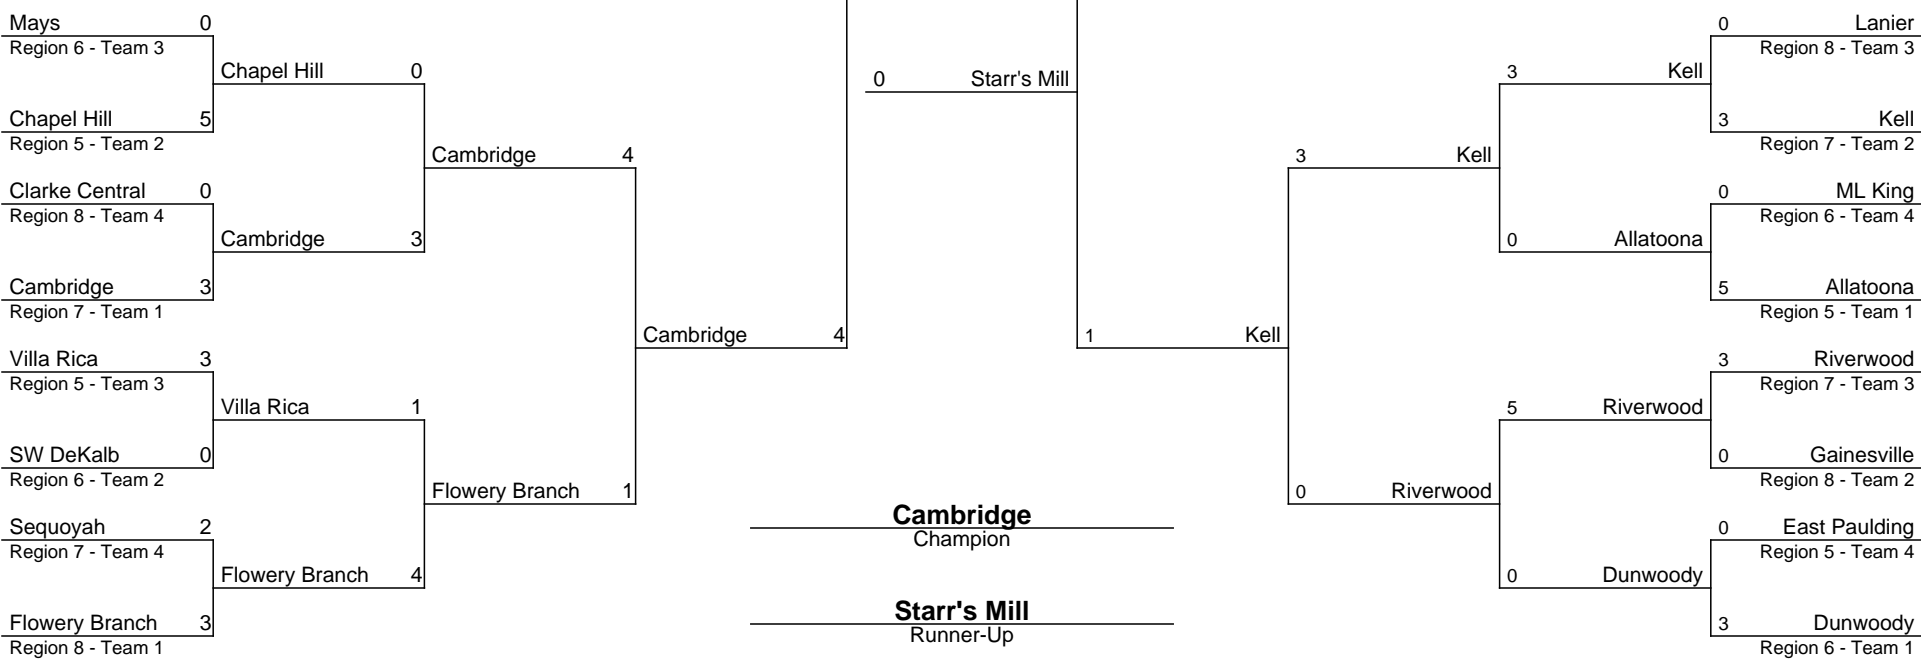 Mays 0
Region 6 - Team 3
Chapel Hill 5
Region 5 - Team 2
Clarke Central 0
Region 8 - Team 4
Cambridge 3
Region 7 - Team 1
Villa Rica 3
Region 5 - Team 3
SW DeKalb 0
Region 6 - Team 2
Sequoyah 2
Region 7 - Team 4
Flowery Branch 3
Region 8 - Team 1
Chapel Hill 0
Cambridge 3
Villa Rica 1
Flowery Branch 4
Cambridge 4
Flowery Branch 1
Cambridge 4
0 Starr's Mill
Cambridge
Champion
Starr's Mill
Runner-Up
1 Kell
3 Kell
0 Riverwood
3 Kell
0 Allatoona
5 Riverwood
0 Dunwoody
0 Lanier
Region 8 - Team 3
3 Kell
Region 7 - Team 2
0 ML King
Region 6 - Team 4
5 Allatoona
Region 5 - Team 1
3 Riverwood
Region 7 - Team 3
0 Gainesville
Region 8 - Team 2
0 East Paulding
Region 5 - Team 4
3 Dunwoody
Region 6 - Team 1